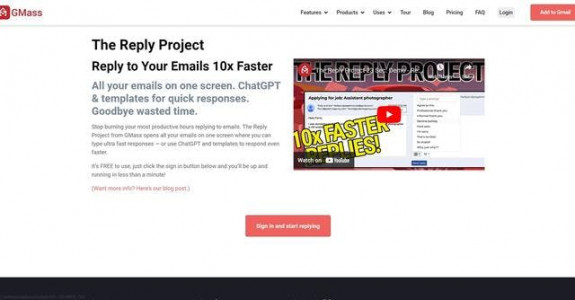 GMass
Features Products Uses Tour Blog Pricing FAQ Login Add to Gmail
The Reply Project
Reply to Your Emails 10x Faster
All your emails on one screen. ChatGPT
& templates for quick responses.
Goodbye wasted time.
Stop burning your most productive hours replying to emails. The Reply
Project from GMass opens all your emails on one screen where you can
type ultra fast responses – or use ChatGPT and templates to respond even
faster.
It's FREE to use, just click the sign in button below and you'll be up and
running in less than a minute!
(Want more info? Here's our blog post.)
THE REPLY PROJECT
Applying for job Assistant photographer
10X FASTER
REPLIES!
Watch on YouTube
Sign in and start replying